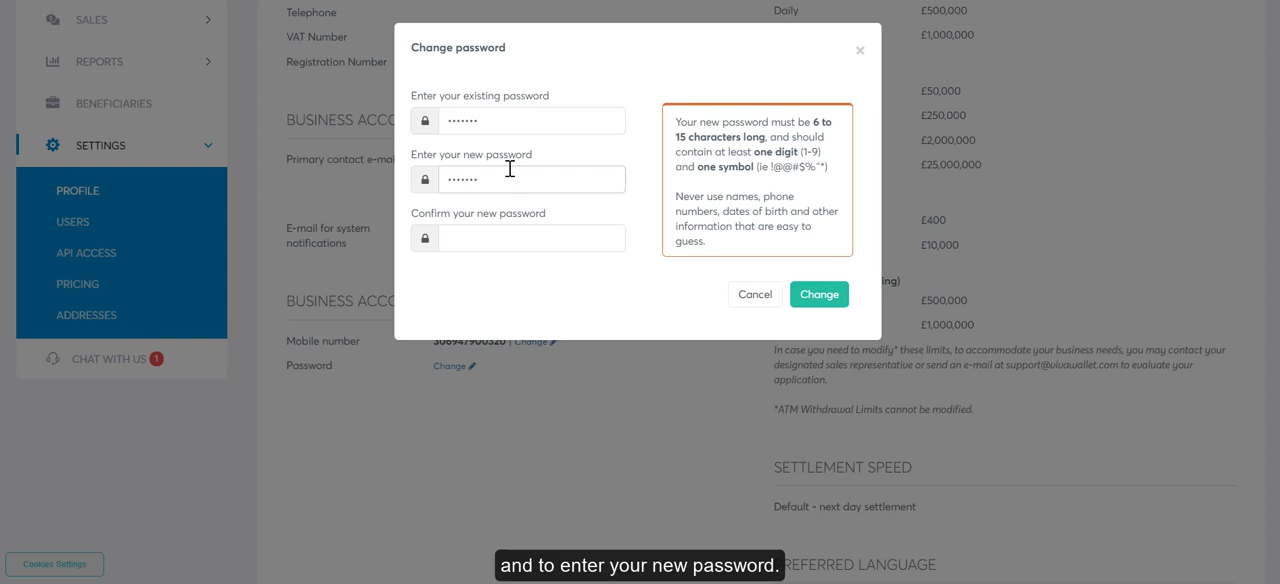 SALES
REPORTS
BENEFICIARIES
SETTINGS
PROFILE
USERS
API ACCESS
PRICING
ADDRESSES
CHAT WITH US 1
Cookies Settings
Telephone
VAT Number
Registration Number
BUSINESS ACCO
Primary contact e-mai
E-mail for system
notifications
BUSINESS ACCO
Mobile number
306947900320 | Change
Password
Change
Change password
×
Enter your existing password
•••••••
Enter your new password
•••••••
Confirm your new password
Your new password must be 6 to
15 characters long, and should
contain at least one digit (1-9)
and one symbol (ie !@@#$%^*)
Never use names, phone
numbers, dates of birth and other
information that are easy to
guess.
Cancel
Change
Daily
£500,000
£1,000,000
£50,000
£250,000
£2,000,000
£25,000,000
£400
£10,000
ing)
£500,000
£1,000,000
In case you need to modify* these limits, to accommodate your business needs, you may contact your
designated sales representative or send an e-mail at support@vivawallet.com to evaluate your
application.
*ATM Withdrawal Limits cannot be modified.
SETTLEMENT SPEED
Default - next day settlement
REFERRED LANGUAGE
and to enter your new password.